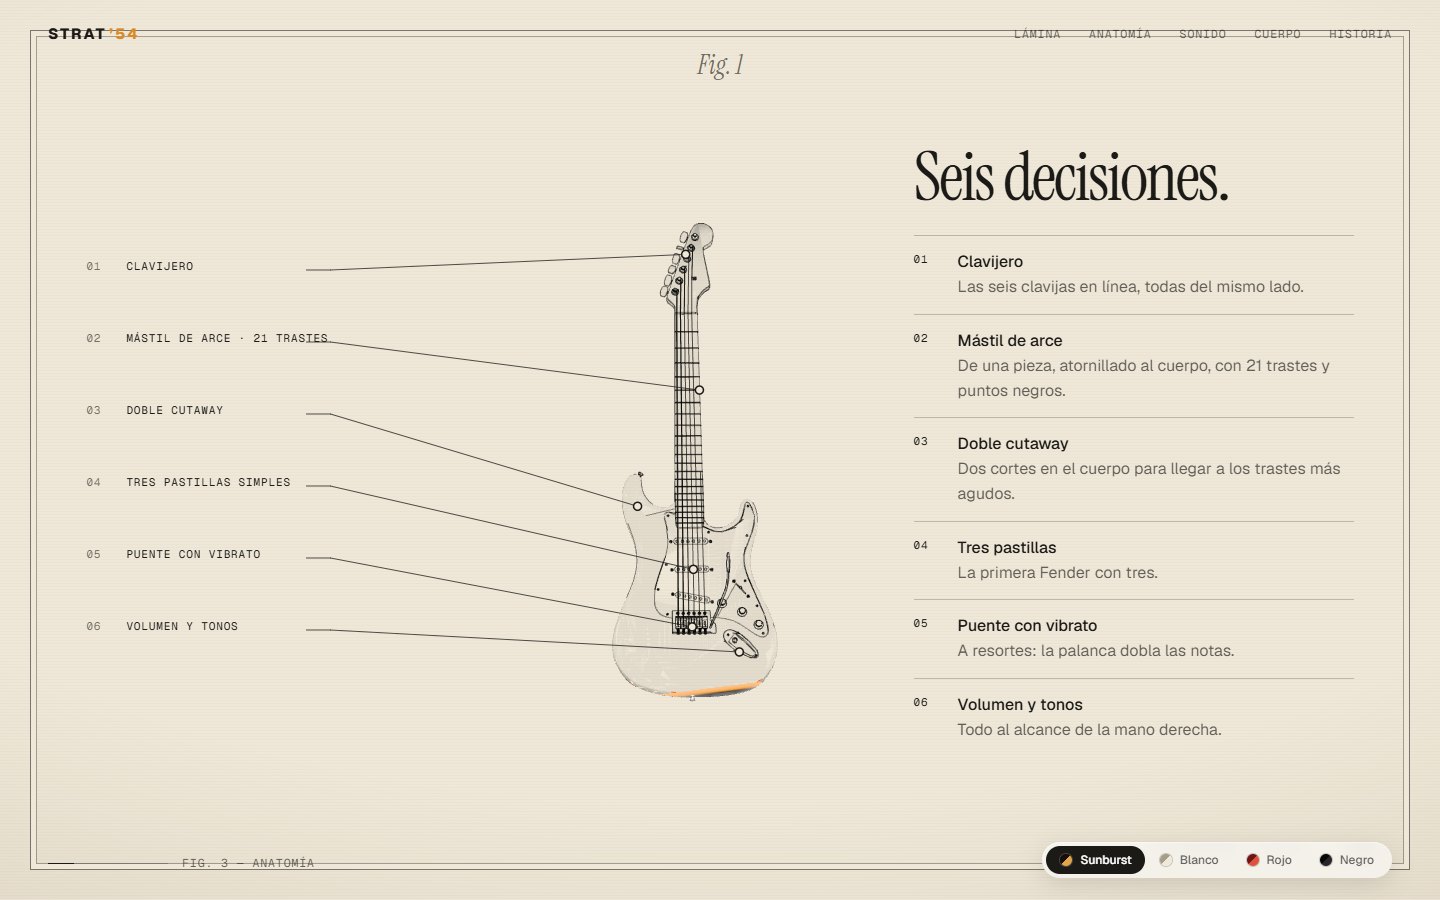 STRAT '54
LÁMINA ANATOMÍA SONIDO CUERPO HISTORIA
Fig. 1
01 CLAVIJERO
02 MÁSTIL DE ARCE · 21 TRASTES
03 DOBLE CUTAWAY
04 TRES PASTILLAS SIMPLES
05 PUENTE CON VIBRATO
06 VOLUMEN Y TONOS
Seis decisiones.
01 Clavijero
Las seis clavijas en línea, todas del mismo lado.
02 Mástil de arce
De una pieza, atornillado al cuerpo, con 21 trastes y
puntos negros.
03 Doble cutaway
Dos cortes en el cuerpo para llegar a los trastes más
agudos.
04 Tres pastillas
La primera Fender con tres.
05 Puente con vibrato
A resortes: la palanca dobla las notas.
06 Volumen y tonos
Todo al alcance de la mano derecha.
FIG. 3 — ANATOMÍA
Sunburst Blanco Rojo Negro